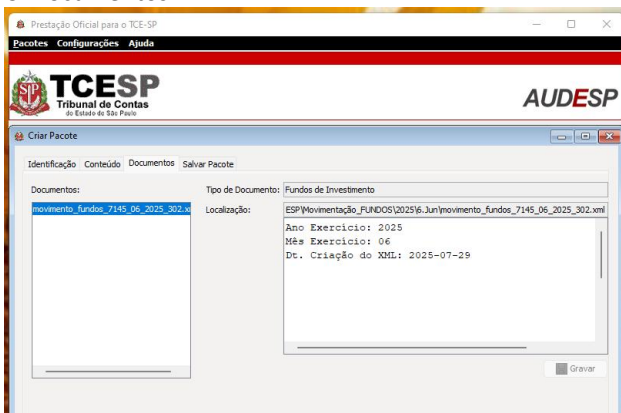 Prestação Oficial para o TCE-SP
Pacotes Configurações Ajuda
TCESP
Tribunal de Contas
do Estado de São Paulo
AUDESP
Criar Pacote
Identificação Conteúdo Documentos Salvar Pacote
Documentos:
Tipo de Documento: Fundos de Investimento
movimento_fundos_7145_06_2025_302.x
Localização: ESP\Movimentação_FUNDOS\2025\6.Jun\movimento_fundos_7145_06_2025_302.xml
Ano Exercício: 2025
Mês Exercício: 06
Dt. Criação do XML: 2025-07-29
Gravar